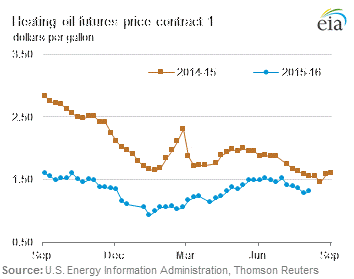 Heating oil futures price contract 1
dollars per gallon
eia
3.50
2014-15
2015-16
2.50
1.50
0.50
Sep Dec Mar Jun Sep
Source: U.S. Energy Information Administration, Thomson Reuters